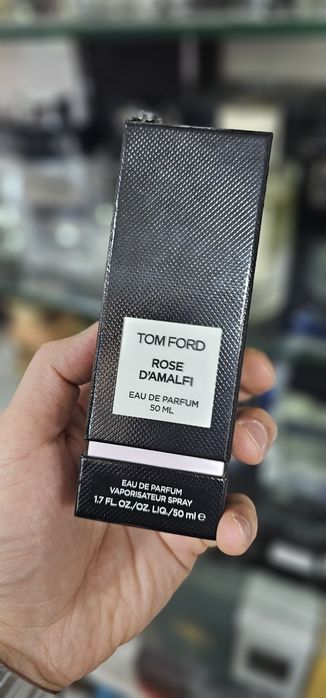 TOM FORD
ROSE
D'AMALFI
EAU DE PARFUM
50 ML
EAU DE PARFUM
VAPORISATEUR SPRAY
1.7 FL. OZ./OZ. LIQ./50 ml ℮